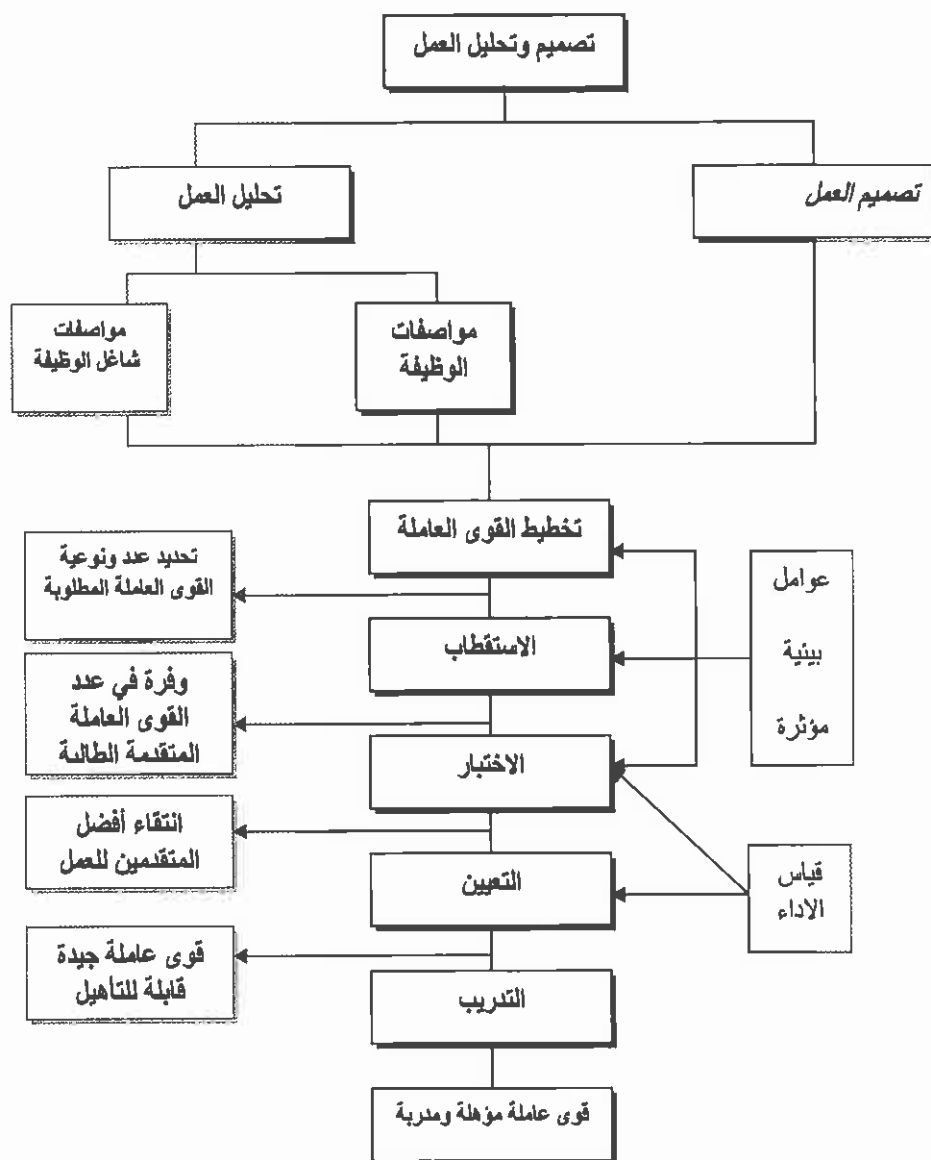 تصميم وتحليل العمل
تصميم العمل
تحليل العمل
مواصفات
الوظيفة
مواصفات
شاغل الوظيفة
تخطيط القوى العاملة
عوامل
بيئية
مؤثرة
تحديد عدد ونوعية
القوى العاملة المطلوبة
الاستقطاب
وفرة في عدد
القوى العاملة
المتقدمة الطالبة
الاختبار
انتقاء أفضل
المتقدمين للعمل
التعيين
قياس
الاداء
قوى عاملة جيدة
قابلة للتأهيل
التدريب
قوى عاملة مؤهلة ومدربة